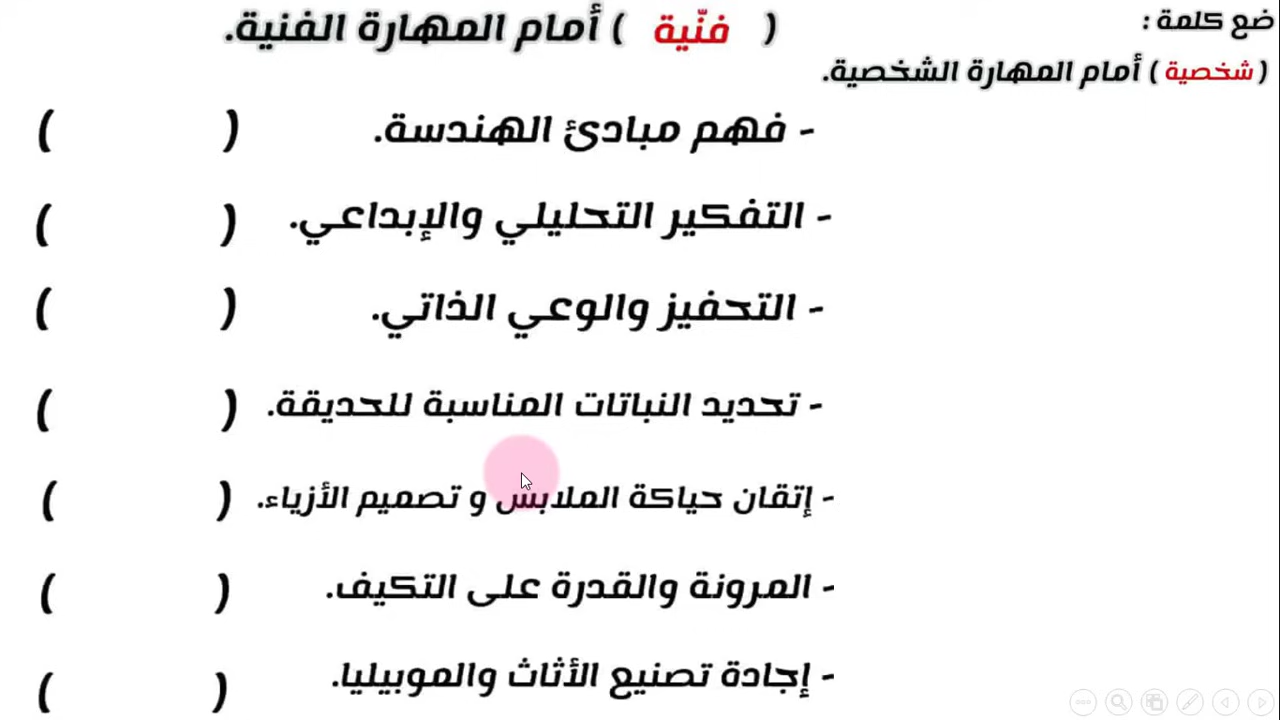 ضع كلمة :
( شخصية ) أمام المهارة الشخصية.
( فنّية ) أمام المهارة الفنية.
- فهم مبادئ الهندسة. ( )
- التفكير التحليلي والإبداعي. ( )
- التحفيز والوعي الذاتي. ( )
- تحديد النباتات المناسبة للحديقة. ( )
- إتقان حياكة الملابس و تصميم الأزياء. ( )
- المرونة والقدرة على التكيف. ( )
- إجادة تصنيع الأثاث والموبيليا. ( )